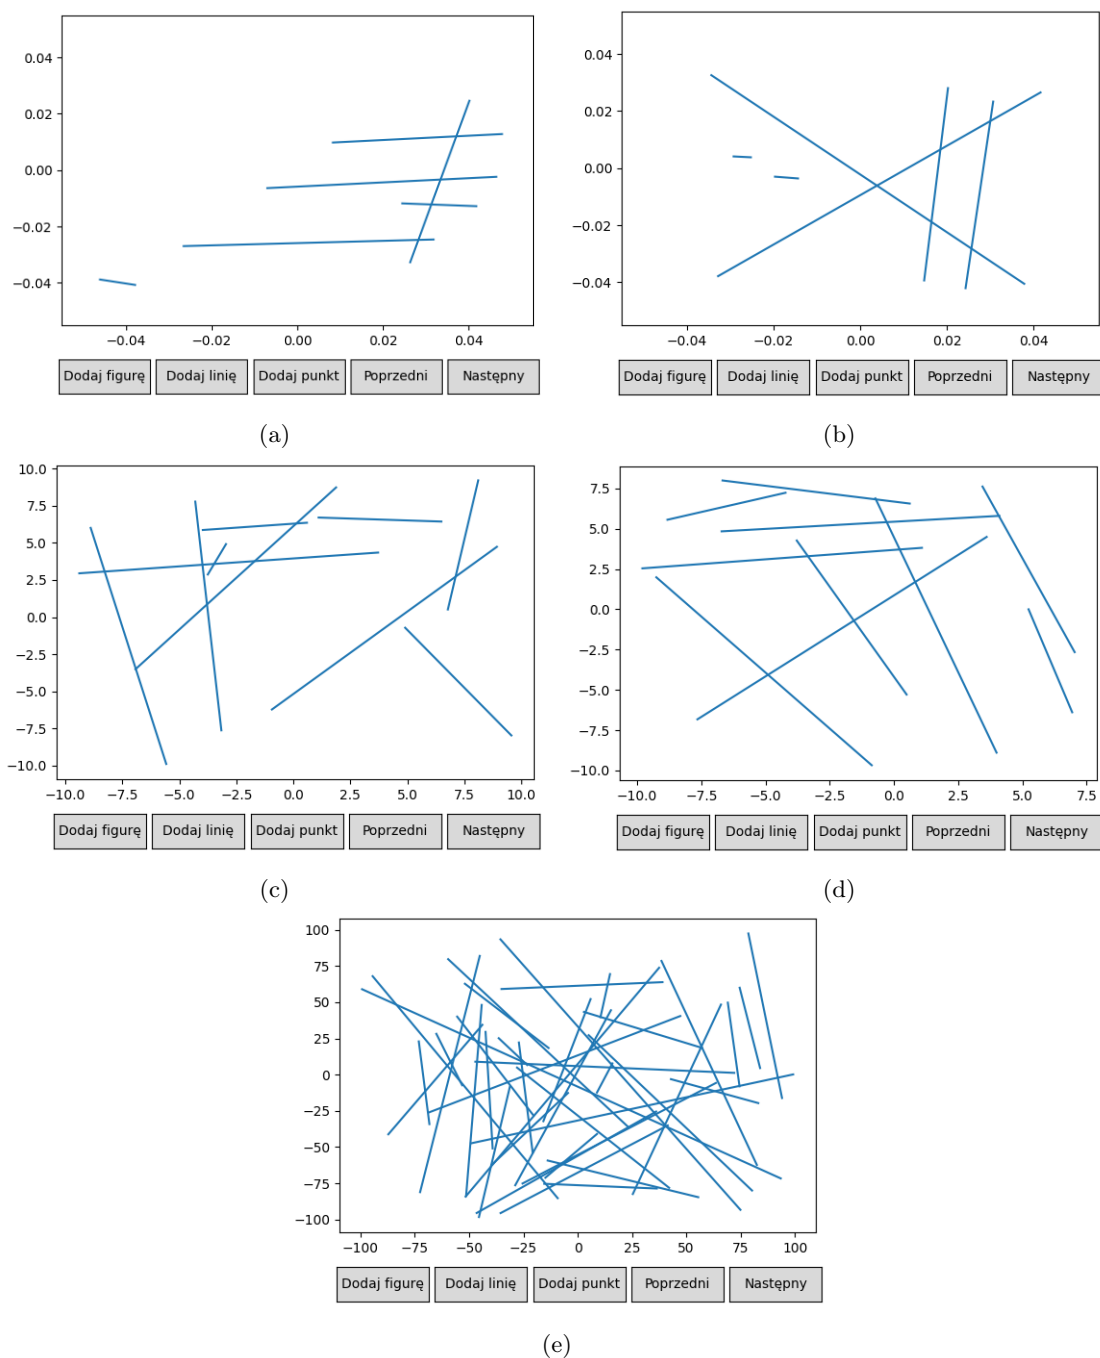 0.04
0.02
0.00
−0.02
−0.04
−0.04 −0.02 0.00 0.02 0.04
Dodaj figurę Dodaj linię Dodaj punkt Poprzedni Następny
(a)
0.04
0.02
0.00
−0.02
−0.04
−0.04 −0.02 0.00 0.02 0.04
Dodaj figurę Dodaj linię Dodaj punkt Poprzedni Następny
(b)
10.0
7.5
5.0
2.5
0.0
−2.5
−5.0
−7.5
−10.0
−10.0 −7.5 −5.0 −2.5 0.0 2.5 5.0 7.5 10.0
Dodaj figurę Dodaj linię Dodaj punkt Poprzedni Następny
(c)
7.5
5.0
2.5
0.0
−2.5
−5.0
−7.5
−10.0
−10.0 −7.5 −5.0 −2.5 0.0 2.5 5.0 7.5
Dodaj figurę Dodaj linię Dodaj punkt Poprzedni Następny
(d)
100
75
50
25
0
−25
−50
−75
−100
−100 −75 −50 −25 0 25 50 75 100
Dodaj figurę Dodaj linię Dodaj punkt Poprzedni Następny
(e)